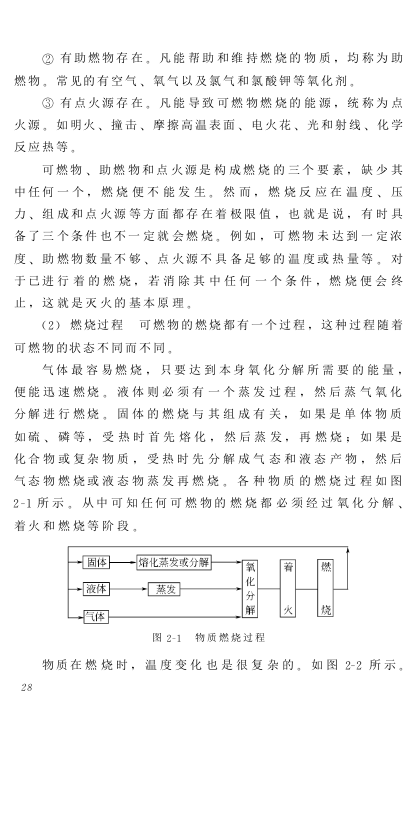 ② 有助燃物存在。凡能帮助和维持燃烧的物质，均称为助
燃物。常见的有空气、氧气以及氯气和氯酸钾等氧化剂。
③ 有点火源存在。凡能导致可燃物燃烧的能源，统称为点
火源。如明火、撞击、摩擦高温表面、电火花、光和射线、化学
反应热等。
可燃物、助燃物和点火源是构成燃烧的三个要素，缺少其
中任何一个，燃烧便不能发生。然而，燃烧反应在温度、压
力、组成和点火源等方面都存在着极限值，也就是说，有时具
备了三个条件也不一定就会燃烧。例如，可燃物未达到一定浓
度、助燃物数量不够、点火源不具备足够的温度或热量等。对
于已进行着的燃烧，若消除其中任何一个条件，燃烧便会终
止，这就是灭火的基本原理。
（2）燃烧过程　可燃物的燃烧都有一个过程，这种过程随着
可燃物的状态不同而不同。
气体最容易燃烧，只要达到本身氧化分解所需要的能量，
便能迅速燃烧。液体则必须有一个蒸发过程，然后蒸气氧化
分解进行燃烧。固体的燃烧与其组成有关，如果是单体物质
如硫、磷等，受热时首先熔化，然后蒸发，再燃烧；如果是
化合物或复杂物质，受热时先分解成气态和液态产物，然后
气态物燃烧或液态物蒸发再燃烧。各种物质的燃烧过程如图
2-1 所示。从中可知任何可燃物的燃烧都必须经过氧化分解、
着火和燃烧等阶段。
固体 熔化蒸发或分解
液体 蒸发
气体
氧化分解
着火
燃烧
图 2-1　物质燃烧过程
物质在燃烧时，温度变化也是很复杂的。如图 2-2 所示。
28